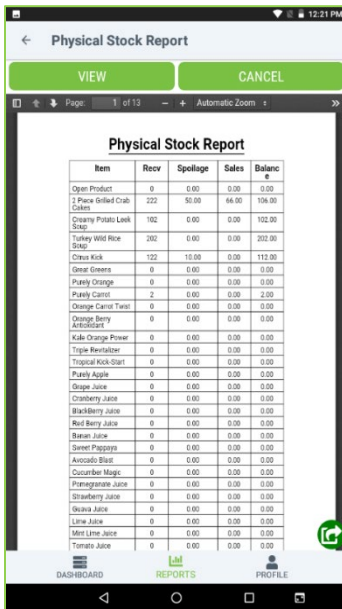 12:21 PM
Physical Stock Report
VIEW CANCEL
Page: 1 of 13 − + Automatic Zoom
Physical Stock Report
Item Recv Spoilage Sales Balanc
e
Open Product 0 0.00 0.00 0.00
2 Piece Grilled Crab 222 50.00 66.00 106.00
Cakes
Creamy Potato Leek 102 0.00 0.00 102.00
Soup
Turkey Wild Rice 202 0.00 0.00 202.00
Soup
Citrus Kick 122 10.00 0.00 112.00
Great Greens 0 0.00 0.00 0.00
Purely Orange 0 0.00 0.00 0.00
Purely Carrot 2 0.00 0.00 2.00
Orange Carrot Twist 0 0.00 0.00 0.00
Orange Berry 0 0.00 0.00 0.00
Antioxidant
Kale Orange Power 0 0.00 0.00 0.00
Triple Revitalizer 0 0.00 0.00 0.00
Tropical Kick-Start 0 0.00 0.00 0.00
Purely Apple 0 0.00 0.00 0.00
Grape Juice 0 0.00 0.00 0.00
Cranberry Juice 0 0.00 0.00 0.00
BlackBerry Juice 0 0.00 0.00 0.00
Red Berry Juice 0 0.00 0.00 0.00
Banan Juice 0 0.00 0.00 0.00
Sweet Pappaya 0 0.00 0.00 0.00
Avocado Blast 0 0.00 0.00 0.00
Cucumber Magic 0 0.00 0.00 0.00
Pomegranate Juice 0 0.00 0.00 0.00
Strawberry Juice 0 0.00 0.00 0.00
Guava Juice 0 0.00 0.00 0.00
Lime Juice 0 0.00 0.00 0.00
Mint Lime Juice 0 0.00 0.00 0.00
Tomato Juice 0 0.00 0.00 0.00
DASHBOARD REPORTS PROFILE